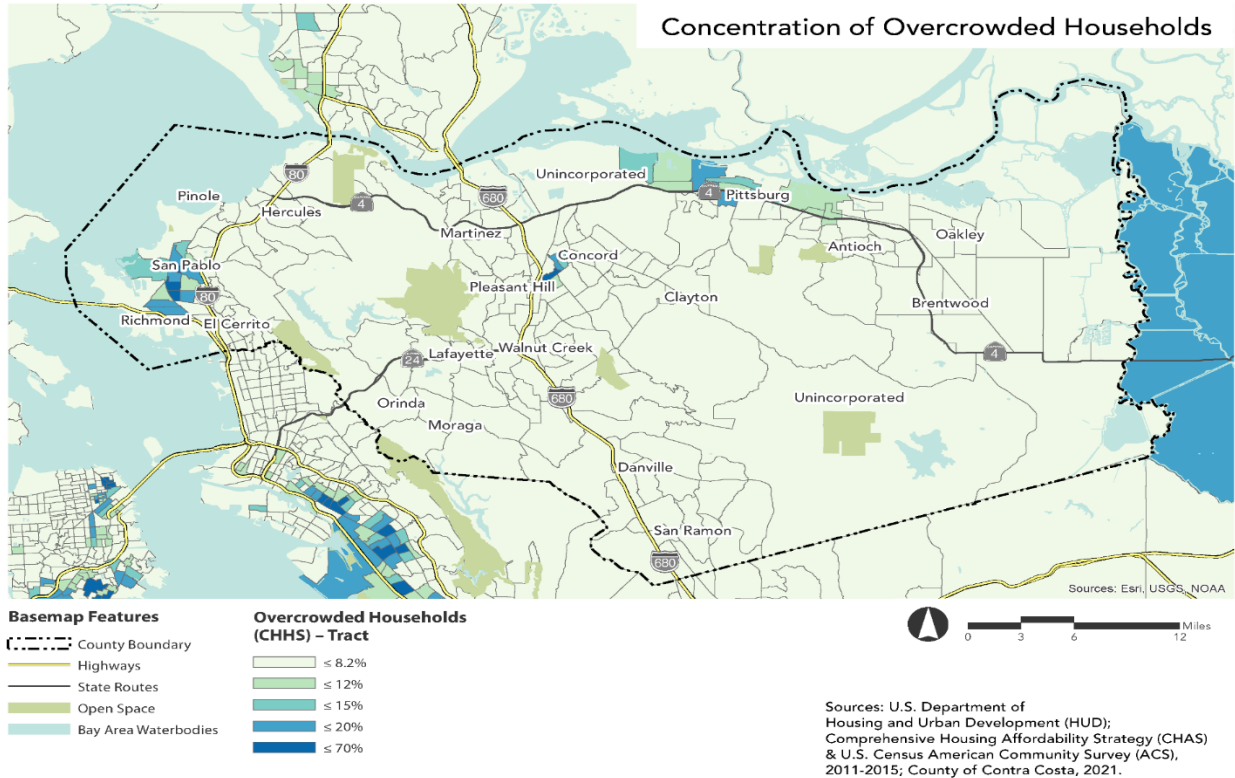 Concentration of Overcrowded Households
80
Pinole
Hercules
4
680
Martinez
Unincorporated
4
Pittsburg
Antioch
Oakley
San Pablo
80
Concord
Pleasant Hill
Clayton
Brentwood
Richmond
El Cerrito
24
Lafayette
Walnut Creek
4
680
Orinda
Moraga
Unincorporated
Danville
San Ramon
680
Sources: Esri, USGS, NOAA
Basemap Features
County Boundary
Highways
State Routes
Open Space
Bay Area Waterbodies
Overcrowded Households
(CHHS) – Tract
≤ 8.2%
≤ 12%
≤ 15%
≤ 20%
≤ 70%
Miles
0 3 6 12
Sources: U.S. Department of
Housing and Urban Development (HUD);
Comprehensive Housing Affordability Strategy (CHAS)
& U.S. Census American Community Survey (ACS),
2011-2015; County of Contra Costa, 2021.